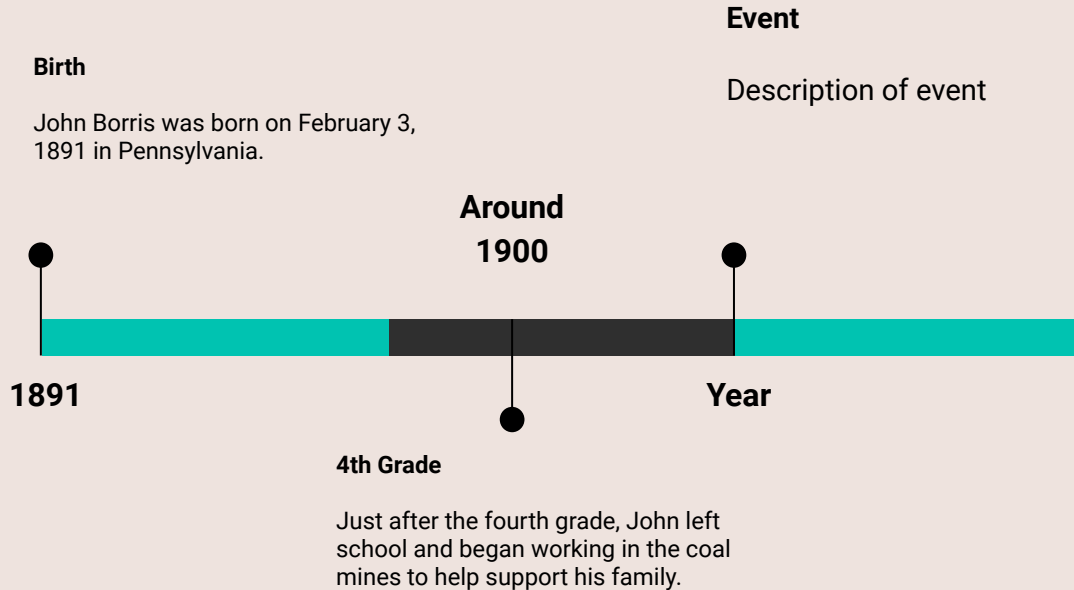 Birth
John Borris was born on February 3,
1891 in Pennsylvania.
1891
Around
1900
4th Grade
Just after the fourth grade, John left
school and began working in the coal
mines to help support his family.
Event
Description of event
Year